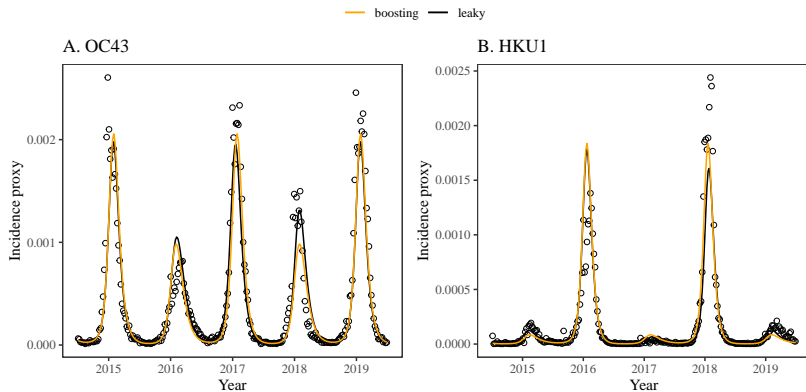 boosting leaky
A. OC43
B. HKU1
Incidence proxy
0.002
0.001
0.000
2015 2016 2017 2018 2019
Year
Incidence proxy
0.0025
0.0020
0.0015
0.0010
0.0005
0.0000
2015 2016 2017 2018 2019
Year